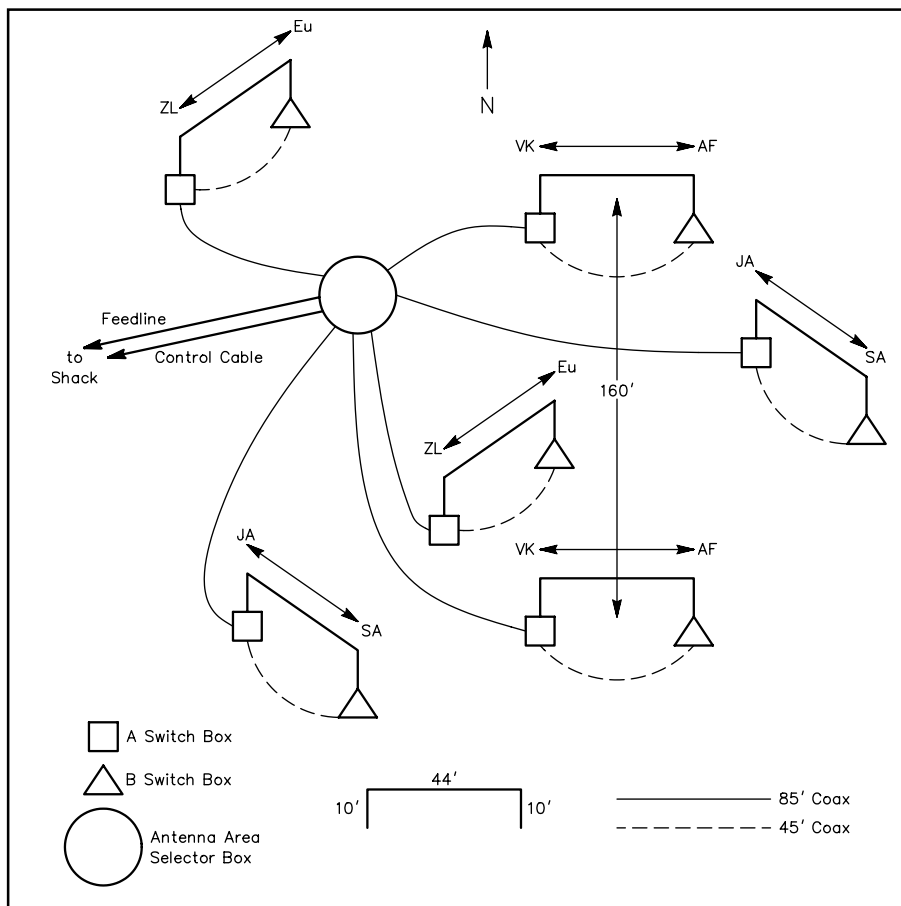 Eu
ZL
N
VK
AF
JA
SA
Feedline
to
Shack
Control Cable
160'
Eu
ZL
JA
SA
VK
AF
A Switch Box
B Switch Box
Antenna Area
Selector Box
44'
10'
10'
85' Coax
45' Coax